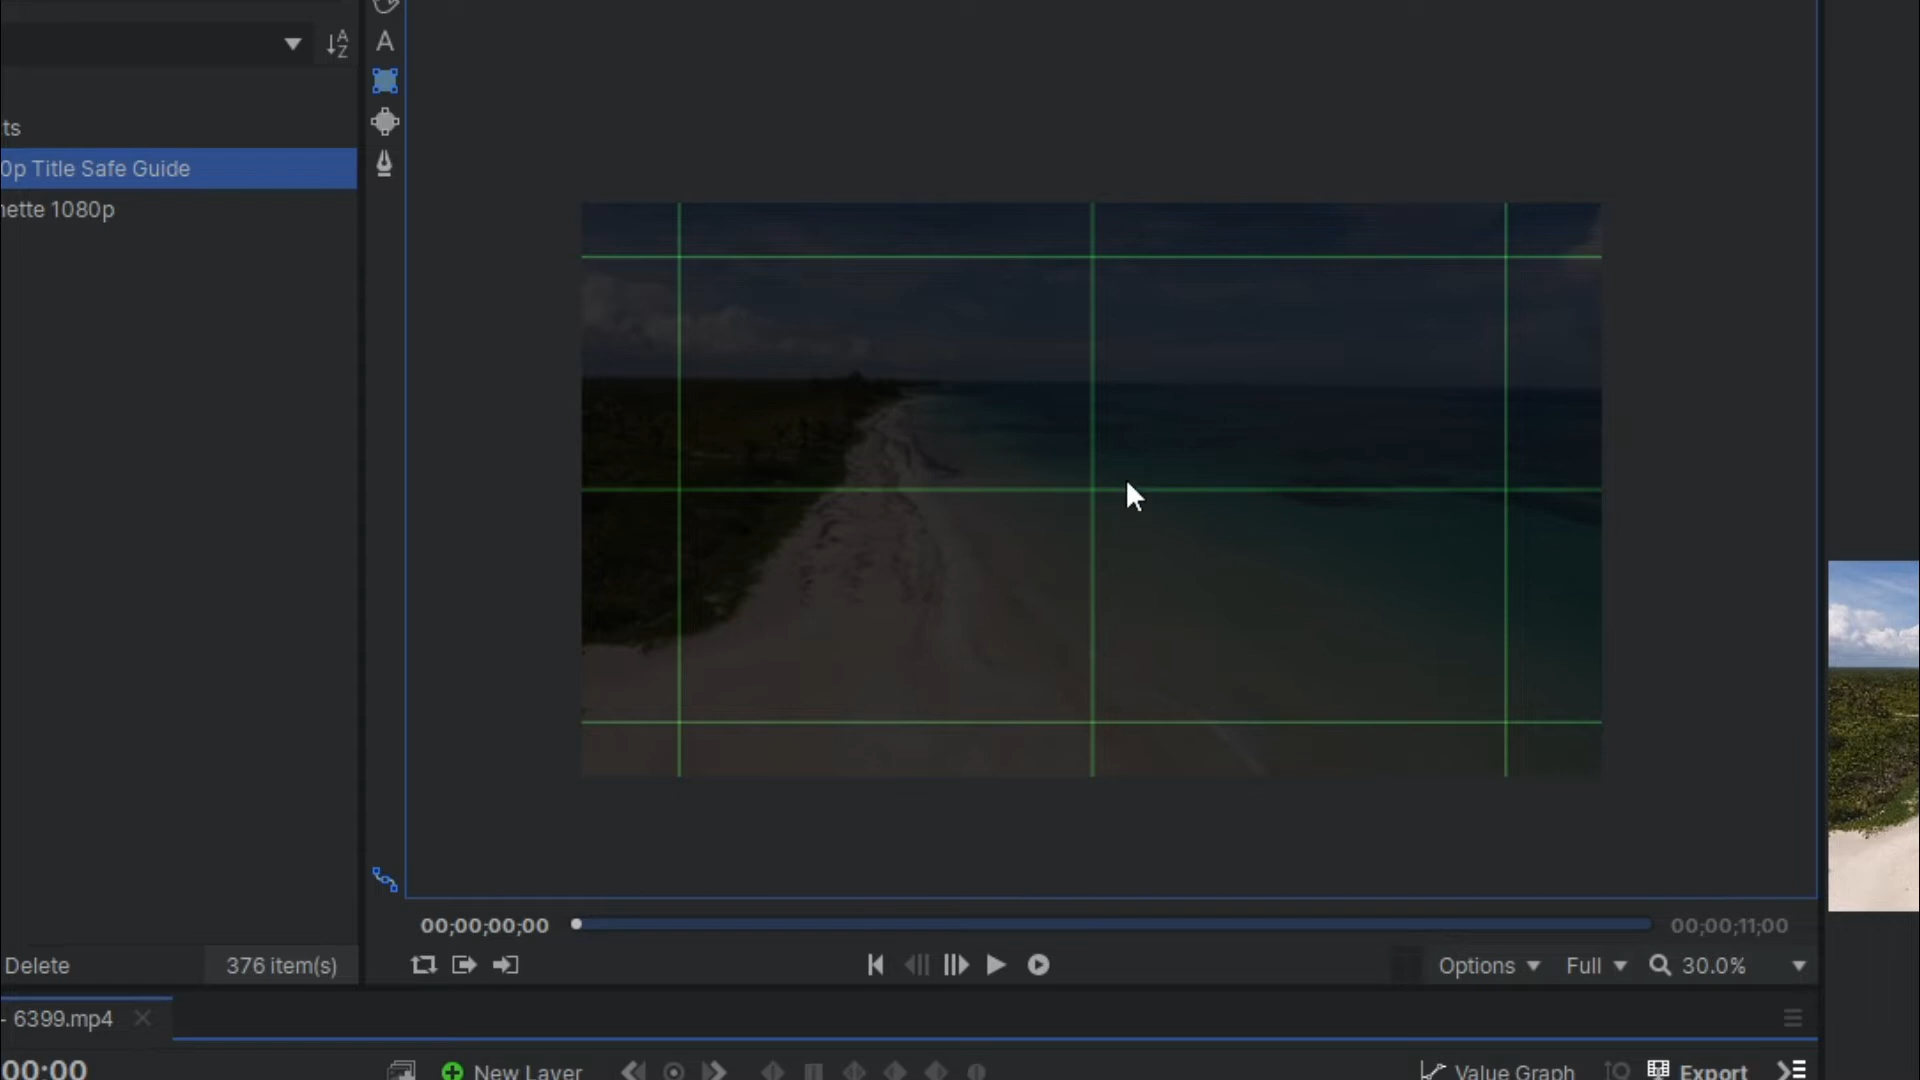 A
Z
A
ts
0p Title Safe Guide
nette 1080p
Delete
376 item(s)
00;00;00;00
00;00;11;00
Options
Full
30.0%
- 6399.mp4
00:00
New Layer
Value Graph
Export